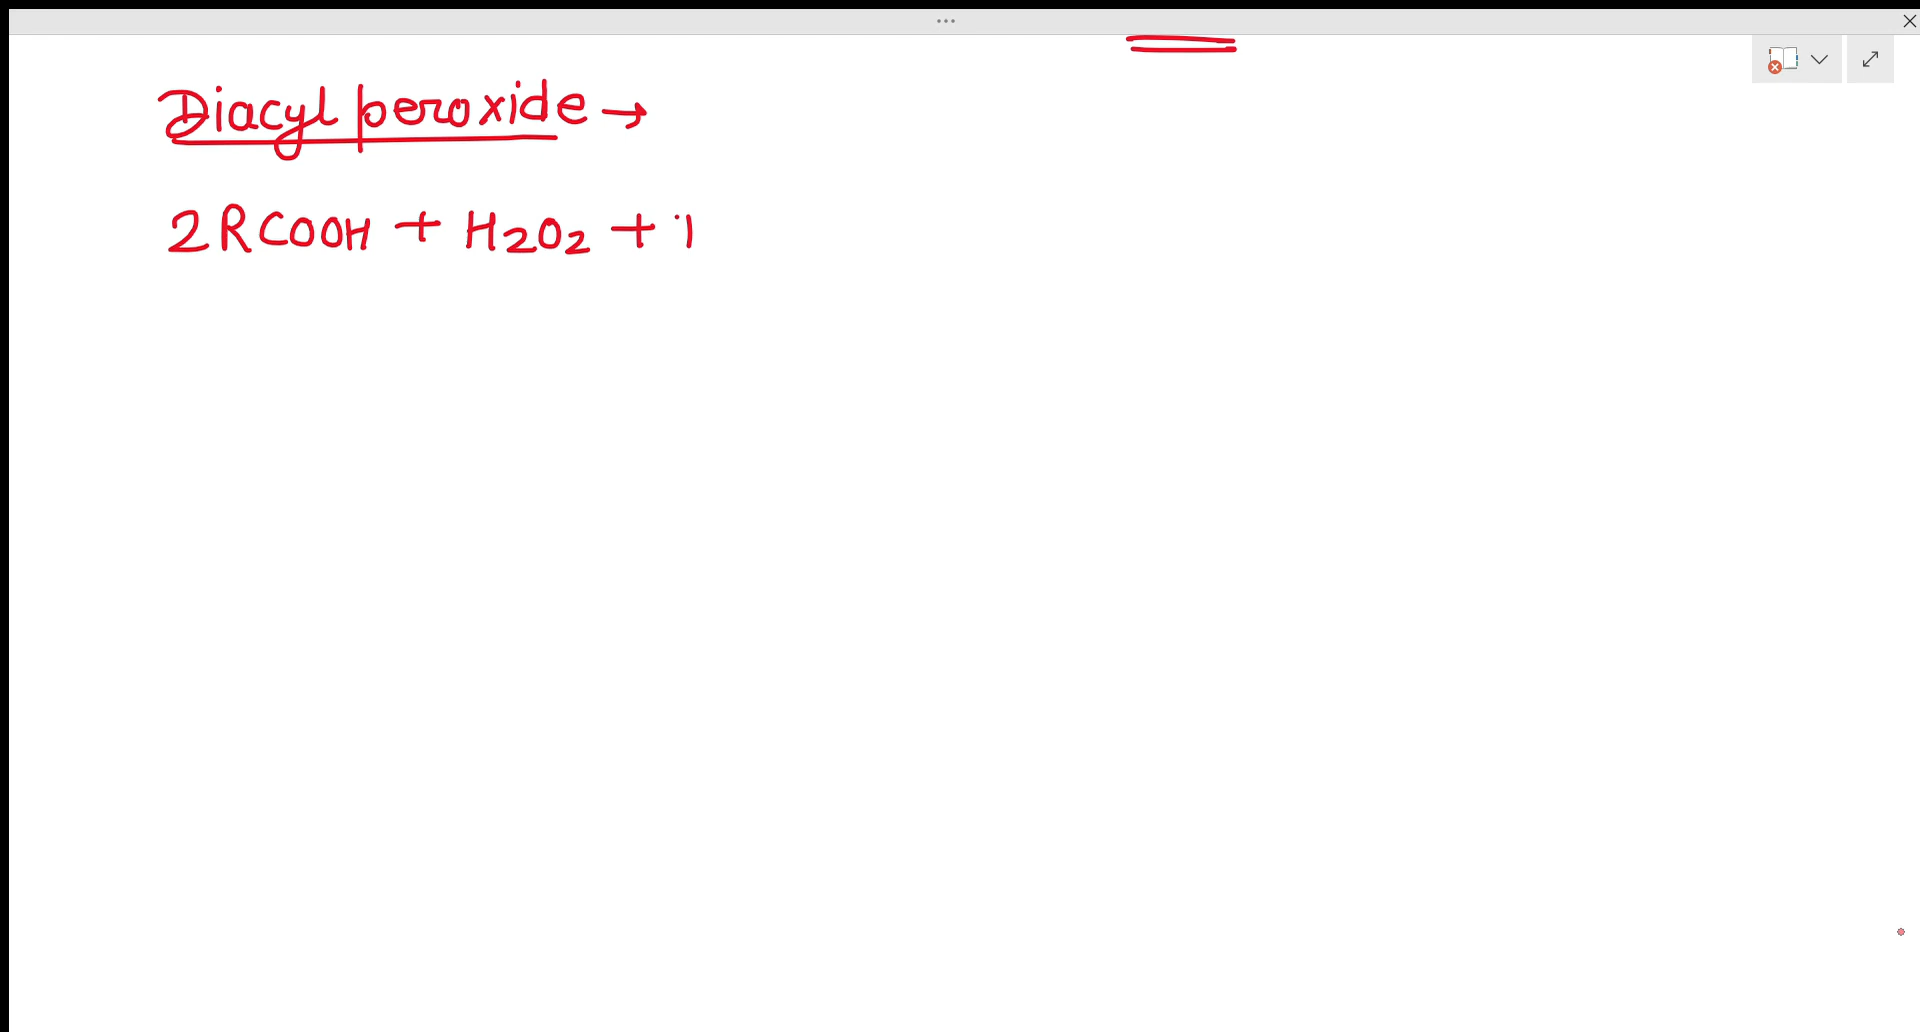 Diacyl peroxide →
2RCOOH + H2O2 +